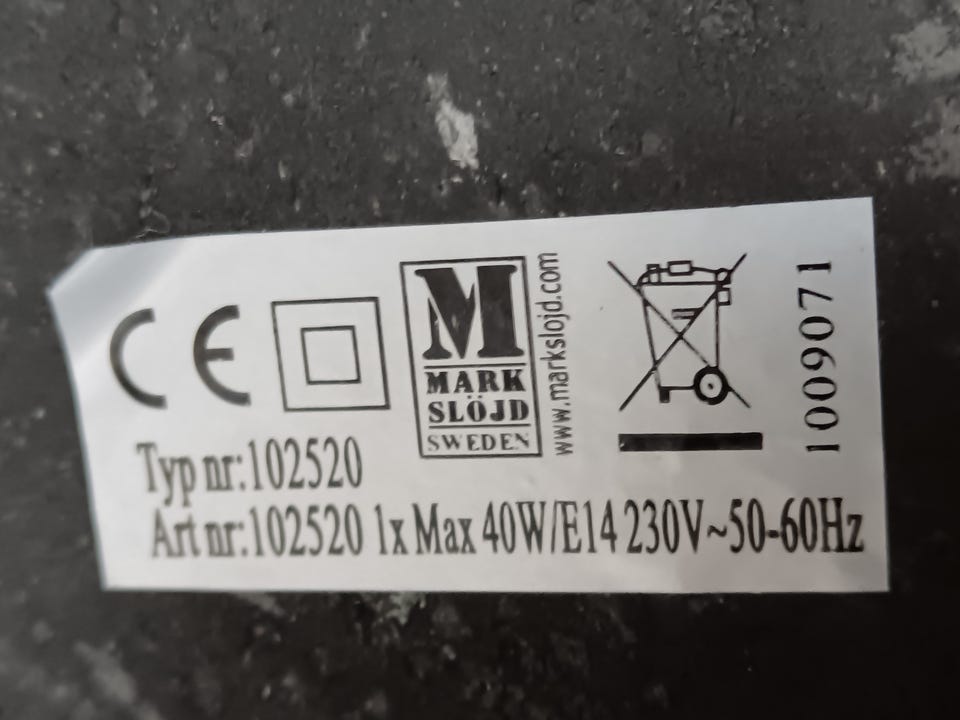 CE
M
MARK
SLÖJD
SWEDEN
www.markslojd.com
1009071
Typ nr:102520
Art nr:102520 1x Max 40W/E14 230V~50-60Hz